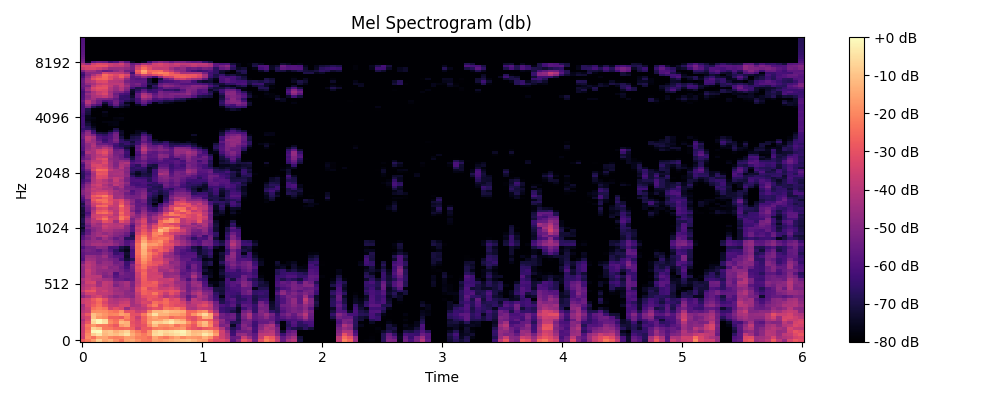 Mel Spectrogram (db)
8192
4096
2048
1024
512
0
Hz
0 1 2 3 4 5 6
Time
+0 dB
-10 dB
-20 dB
-30 dB
-40 dB
-50 dB
-60 dB
-70 dB
-80 dB